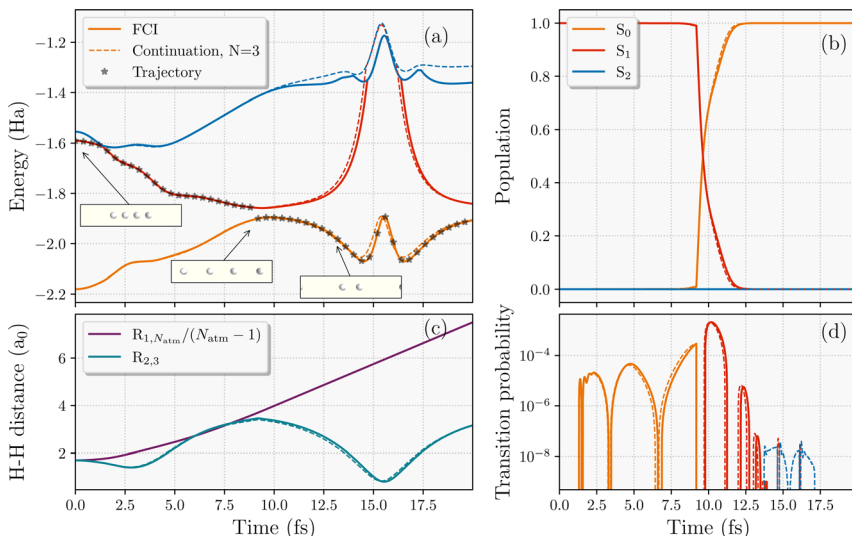 FCI
Continuation, N=3
Trajectory
(a)
−1.2
−1.4
−1.6
−1.8
−2.0
−2.2
Energy (Ha)
S₀
S₁
S₂
(b)
1.0
0.8
0.6
0.4
0.2
0.0
Population
R₁,Nₐₜₘ/(Nₐₜₘ − 1)
R₂,₃
(c)
6
4
2
H-H distance (a₀)
0.0 2.5 5.0 7.5 10.0 12.5 15.0 17.5
Time (fs)
(d)
10⁻⁴
10⁻⁶
10⁻⁸
Transition probability
0.0 2.5 5.0 7.5 10.0 12.5 15.0 17.5
Time (fs)